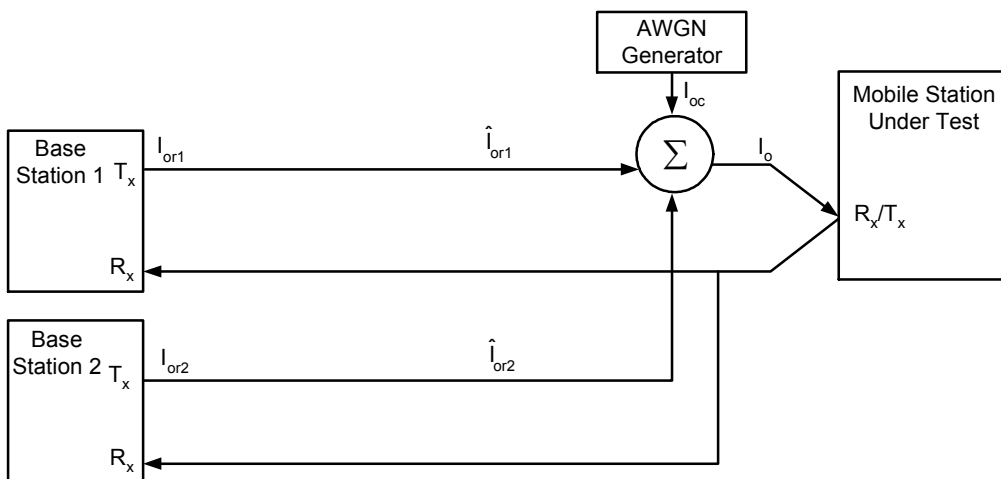 AWGN
Generator
I_oc
Mobile Station
Under Test
Base
Station 1
I_or1
Î_or1
T_x
Σ
I_o
R_x/T_x
R_x
Base
Station 2
I_or2
Î_or2
T_x
R_x